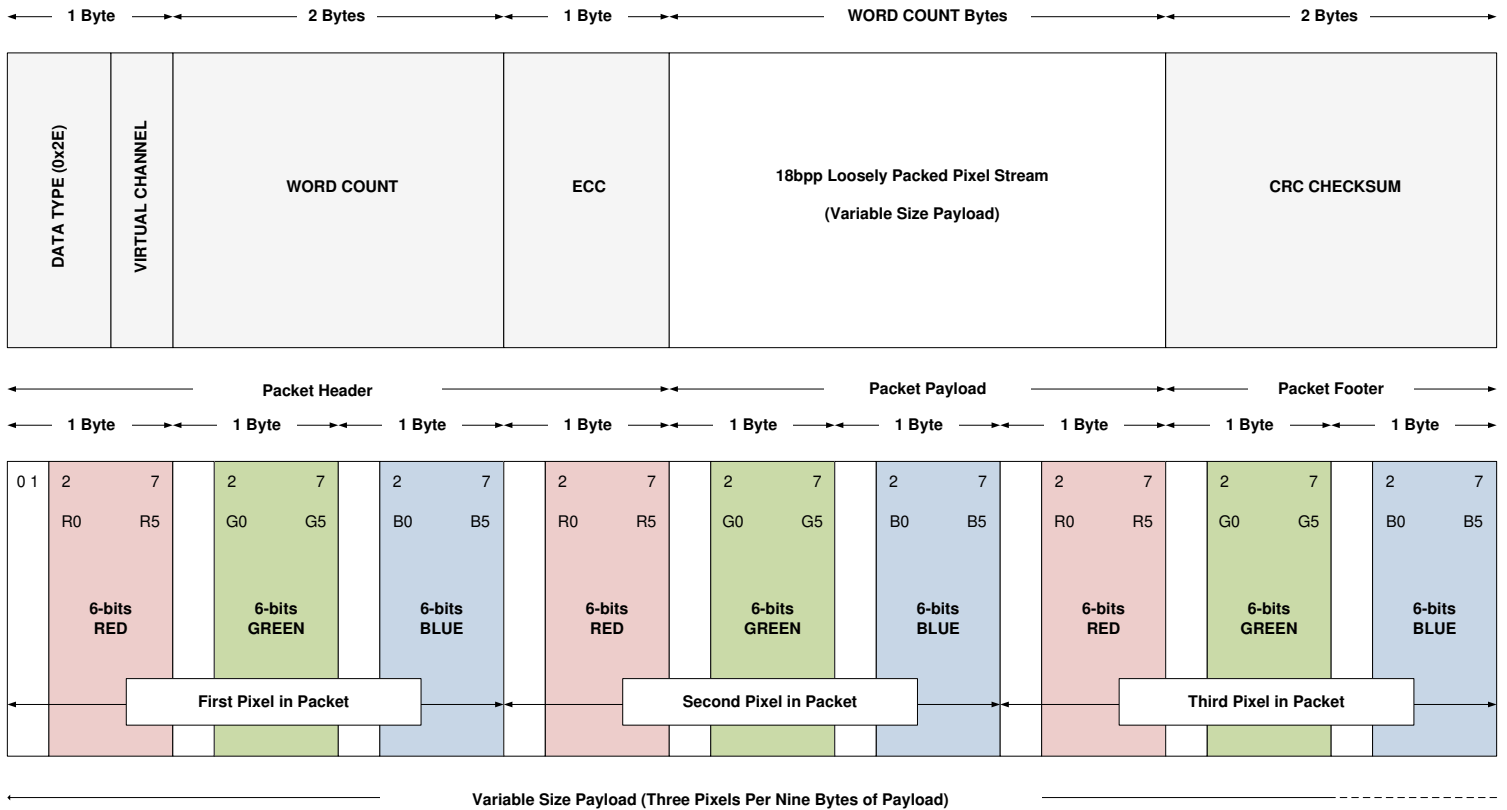 1 Byte 2 Bytes 1 Byte WORD COUNT Bytes 2 Bytes
DATA TYPE (0x2E)
VIRTUAL CHANNEL
WORD COUNT
ECC
18bpp Loosely Packed Pixel Stream
(Variable Size Payload)
CRC CHECKSUM
Packet Header Packet Payload Packet Footer
1 Byte 1 Byte 1 Byte 1 Byte 1 Byte 1 Byte 1 Byte 1 Byte 1 Byte
0 1 2 7 2 7 2 7 2 7 2 7 2 7 2 7 2 7 2 7
R0 R5 G0 G5 B0 B5 R0 R5 G0 G5 B0 B5 R0 R5 G0 G5 B0 B5
6-bits 6-bits 6-bits 6-bits 6-bits 6-bits 6-bits 6-bits 6-bits
RED GREEN BLUE RED GREEN BLUE RED GREEN BLUE
First Pixel in Packet Second Pixel in Packet Third Pixel in Packet
Variable Size Payload (Three Pixels Per Nine Bytes of Payload)